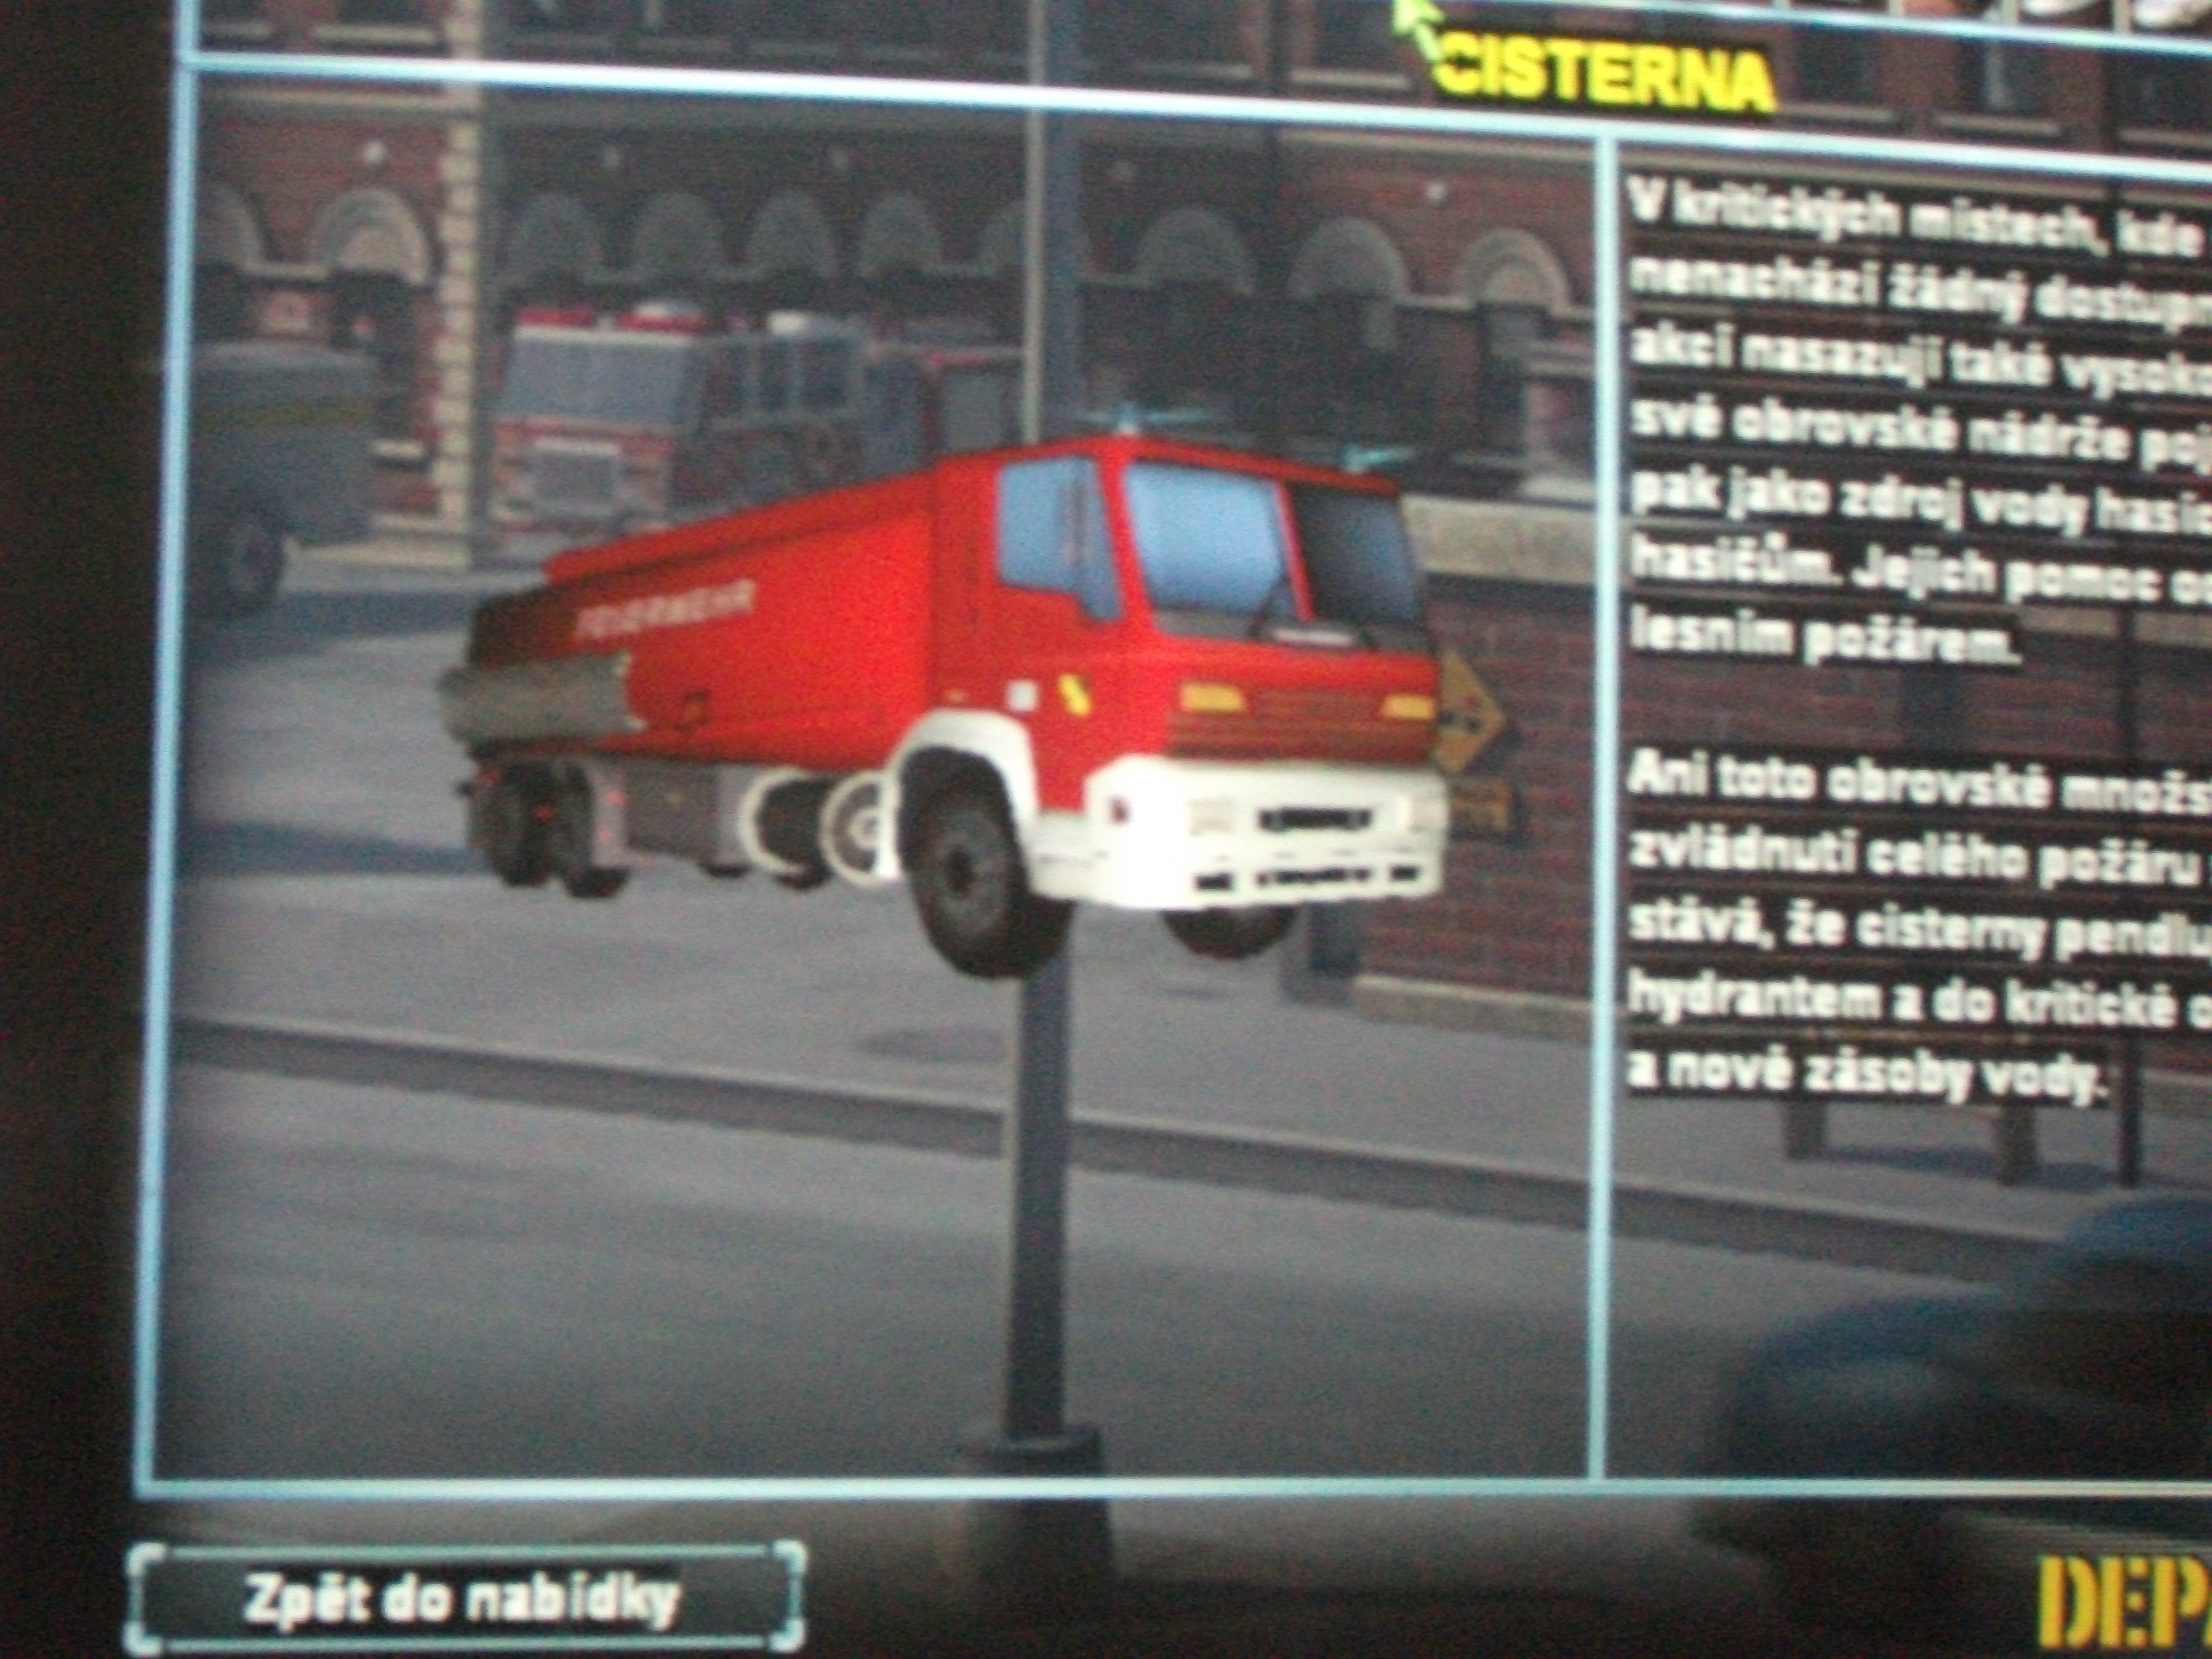 CISTERNA
V kritických místech, kde
nenachází žádný
akci nasazují také
své obrovské nádrže
pak jako zdroj vody
hasičům. Jejich pomoc
lesním požárem.
Ani toto obrovské
zvládnutí celého požáru
stává, že cisterny
hydrantem a do kritické
a nové zásoby vody.
FEUERWEHR
Zpět do nabídky